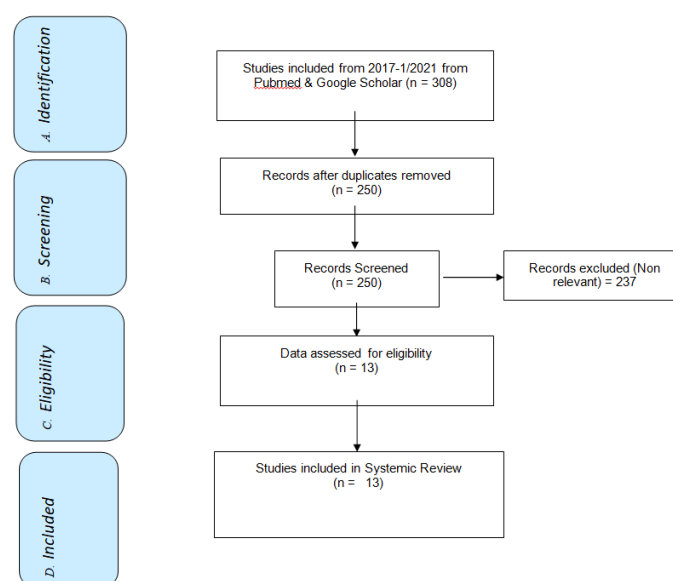 A. Identification
Studies included from 2017-1/2021 from
Pubmed & Google Scholar (n = 308)
Records after duplicates removed
(n = 250)
B. Screening
Records Screened
(n = 250)
Records excluded (Non
relevant) = 237
C. Eligibility
Data assessed for eligibility
(n = 13)
D. Included
Studies included in Systemic Review
(n = 13)